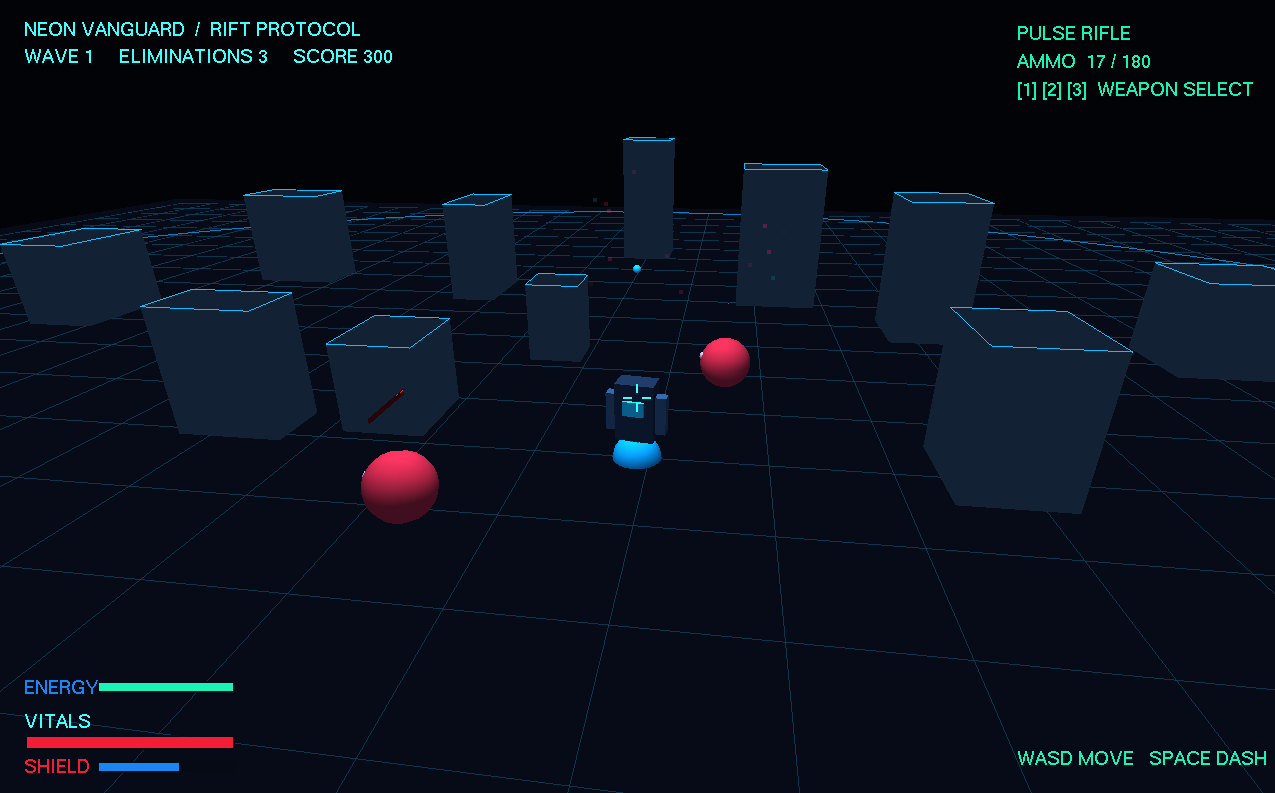 NEON VANGUARD / RIFT PROTOCOL
WAVE 1 ELIMINATIONS 3 SCORE 300
PULSE RIFLE
AMMO 17 / 180
[1] [2] [3] WEAPON SELECT
ENERGY
VITALS
SHIELD
WASD MOVE SPACE DASH